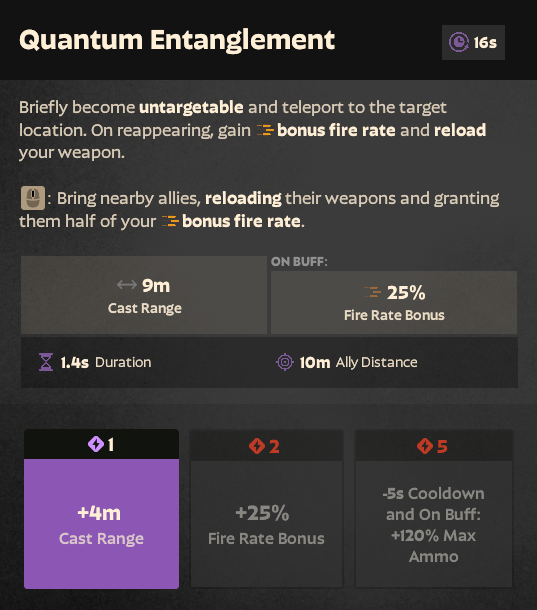 Quantum Entanglement
16s
Briefly become untargetable and teleport to the target
location. On reappearing, gain bonus fire rate and reload
your weapon.
: Bring nearby allies, reloading their weapons and granting
them half of your bonus fire rate.
ON BUFF:
9m
Cast Range
25%
Fire Rate Bonus
1.4s Duration
10m Ally Distance
1
+4m
Cast Range
2
+25%
Fire Rate Bonus
5
-5s Cooldown
and On Buff:
+120% Max
Ammo